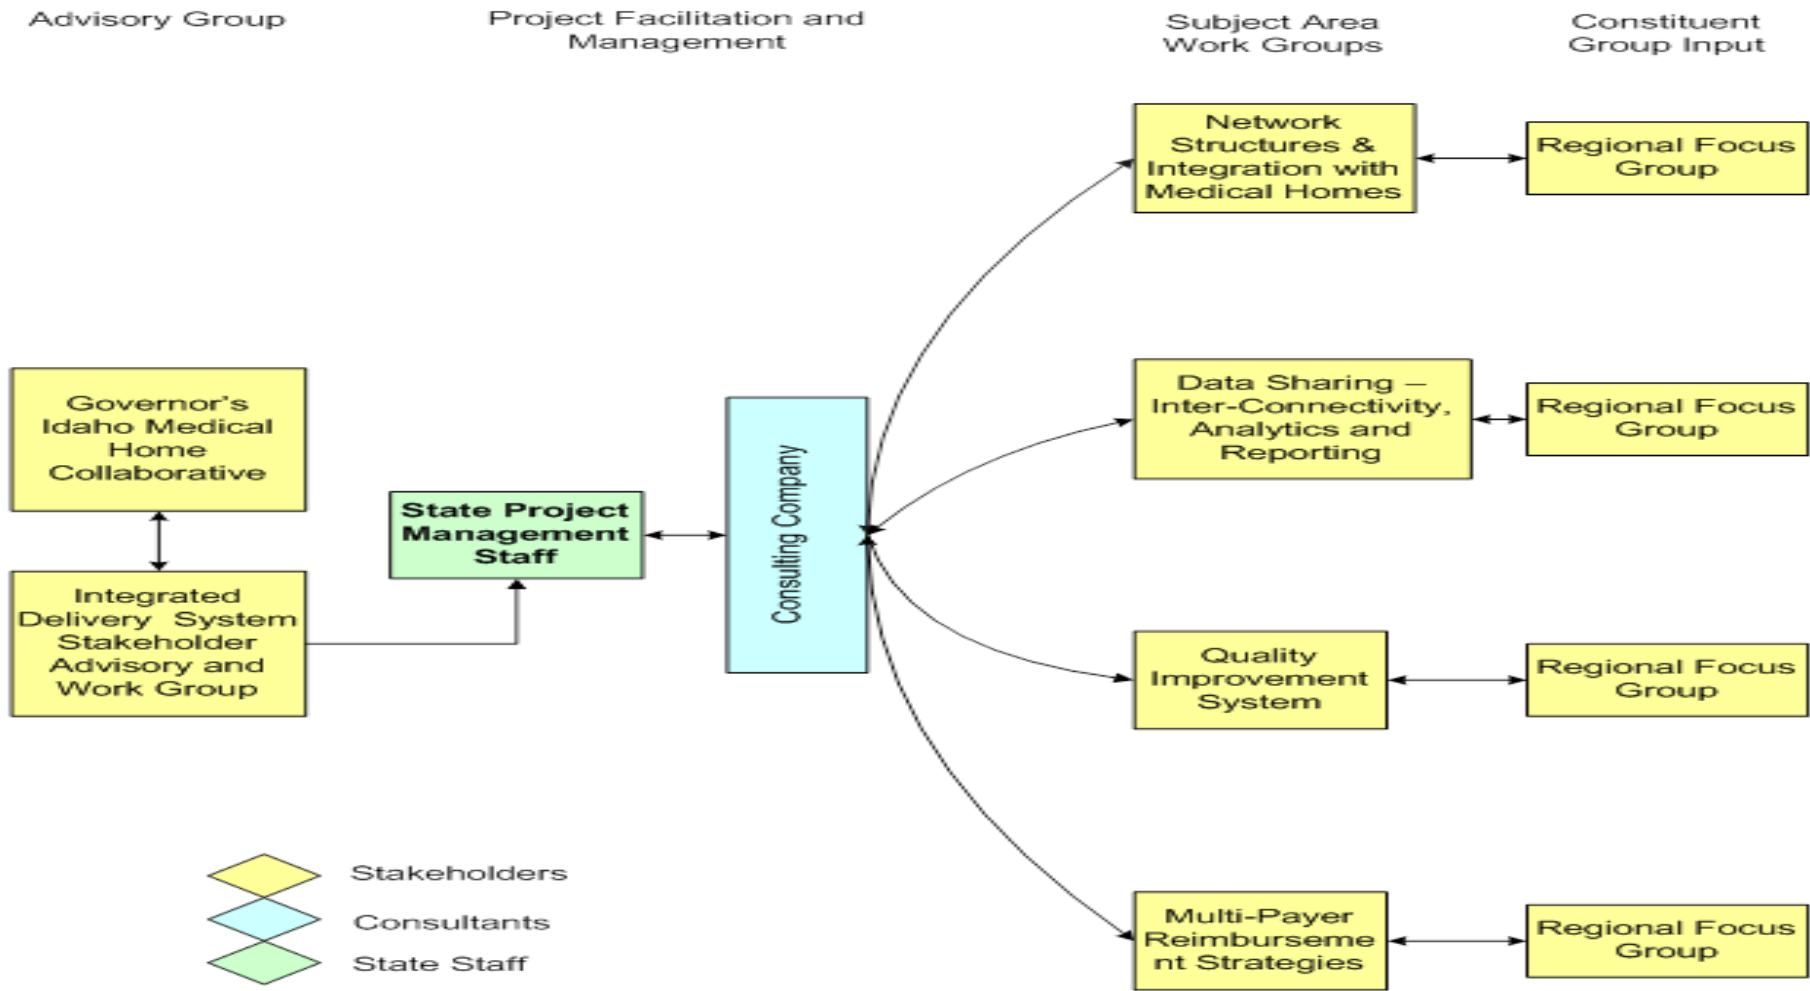 Advisory Group
Project Facilitation and
Management
Subject Area
Work Groups
Constituent
Group Input
Network
Structures &
Integration with
Medical Homes
Regional Focus
Group
Governor's
Idaho Medical
Home
Collaborative
Data Sharing –
Inter-Connectivity,
Analytics and
Reporting
Regional Focus
Group
State Project
Management
Staff
Consulting Company
Integrated
Delivery System
Stakeholder
Advisory and
Work Group
Quality
Improvement
System
Regional Focus
Group
Multi-Payer
Reimburseme
nt Strategies
Regional Focus
Group
Stakeholders
Consultants
State Staff